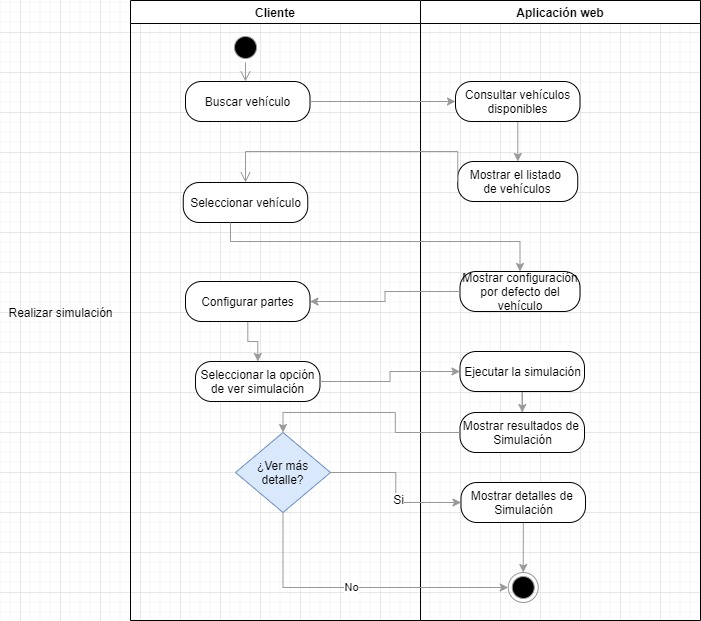 Cliente
Aplicación web
Buscar vehículo
Consultar vehículos
disponibles
Mostrar el listado
de vehículos
Seleccionar vehículo
Mostrar configuración
por defecto del
vehículo
Configurar partes
Realizar simulación
Seleccionar la opción
de ver simulación
Ejecutar la simulación
Mostrar resultados de
Simulación
¿Ver más
detalle?
Si
Mostrar detalles de
Simulación
No